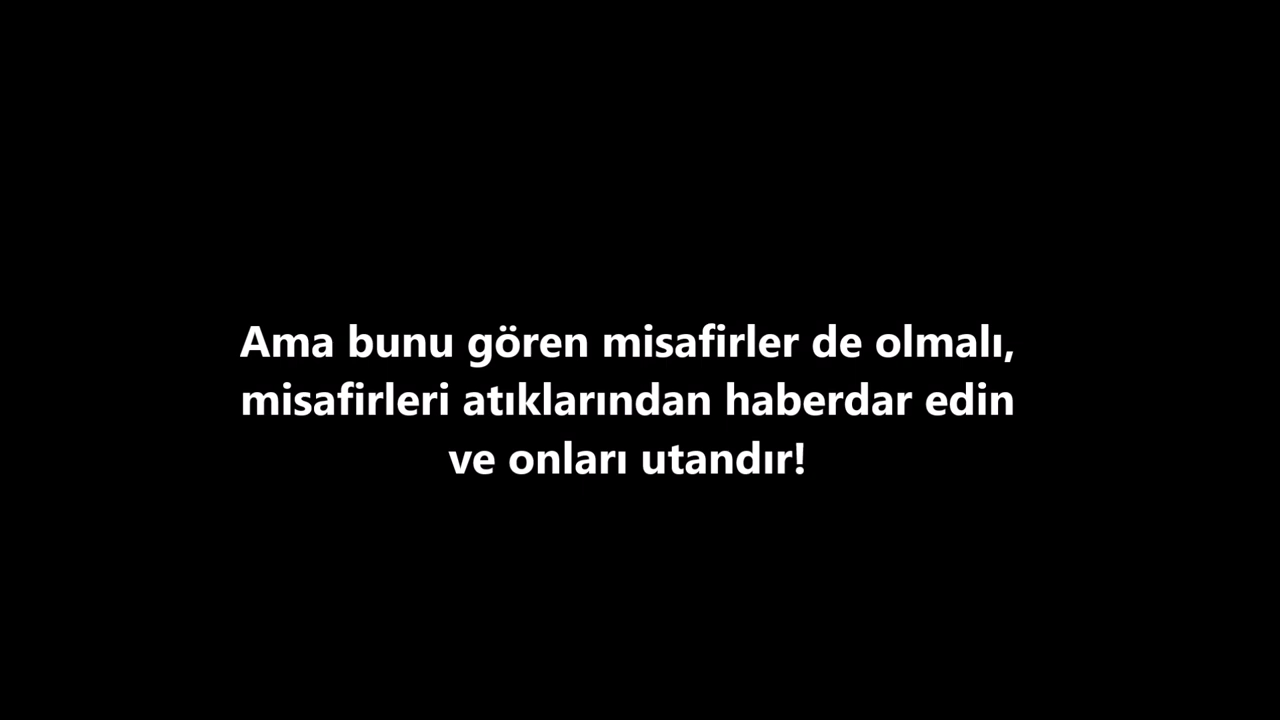 Ama bunu gören misafirler de olmalı,
misafirleri atıklarından haberdar edin
ve onları utandır!